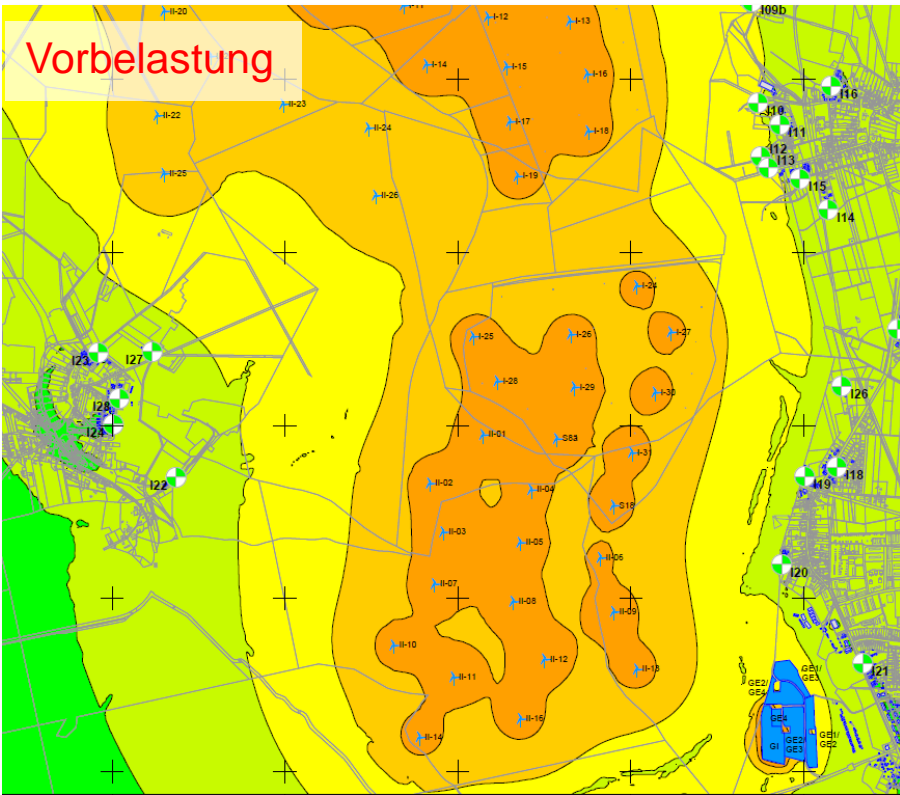 Vorbelastung
II-20
I-11
I-12
I-13
I09b
I-14
I-15
I-16
I16
II-23
I10
II-22
I-17
I11
II-24
I-18
I12
I13
II-25
I-19
I15
II-26
I14
I-24
I-25
I-26
I-27
I23
I27
I-28
I-29
I-30
I26
I28
I24
II-01
S83
I-31
II-02
II-04
I18
I22
I19
S18
II-03
II-05
II-06
I20
II-07
II-08
II-09
II-10
II-12
I21
II-11
II-13
GE1/
GE3
GE2/
GE4
II-16
GE4
II-14
GE1/
GE2
GE2/
GE3
GI